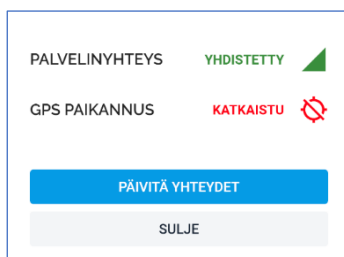 PALVELINYHTEYS YHDISTETTY
GPS PAIKANNUS KATKAISTU
PÄIVITÄ YHTEYDET
SULJE